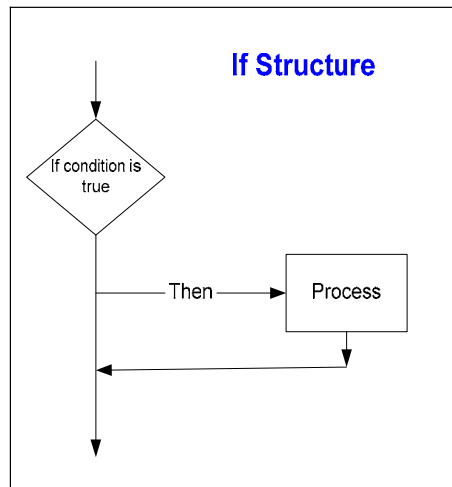 If Structure
If condition is
true
Then
Process